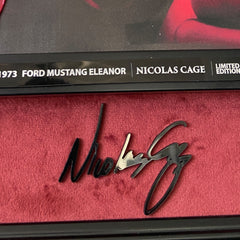 1973 FORD MUSTANG ELEANOR | NICOLAS CAGE | LIMITED EDITION